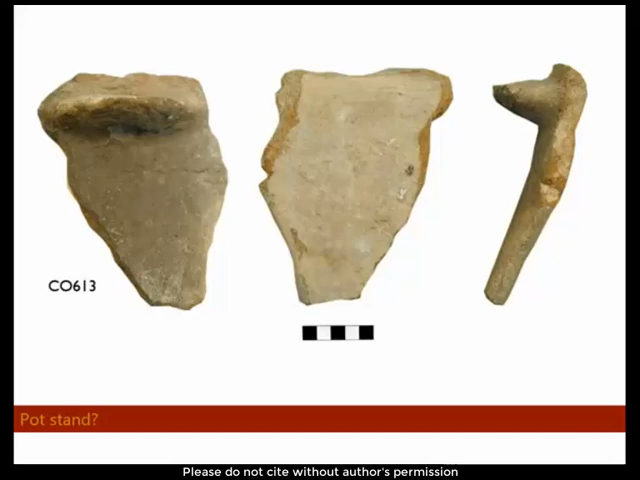 CO613
Pot stand?
Please do not cite without author's permission